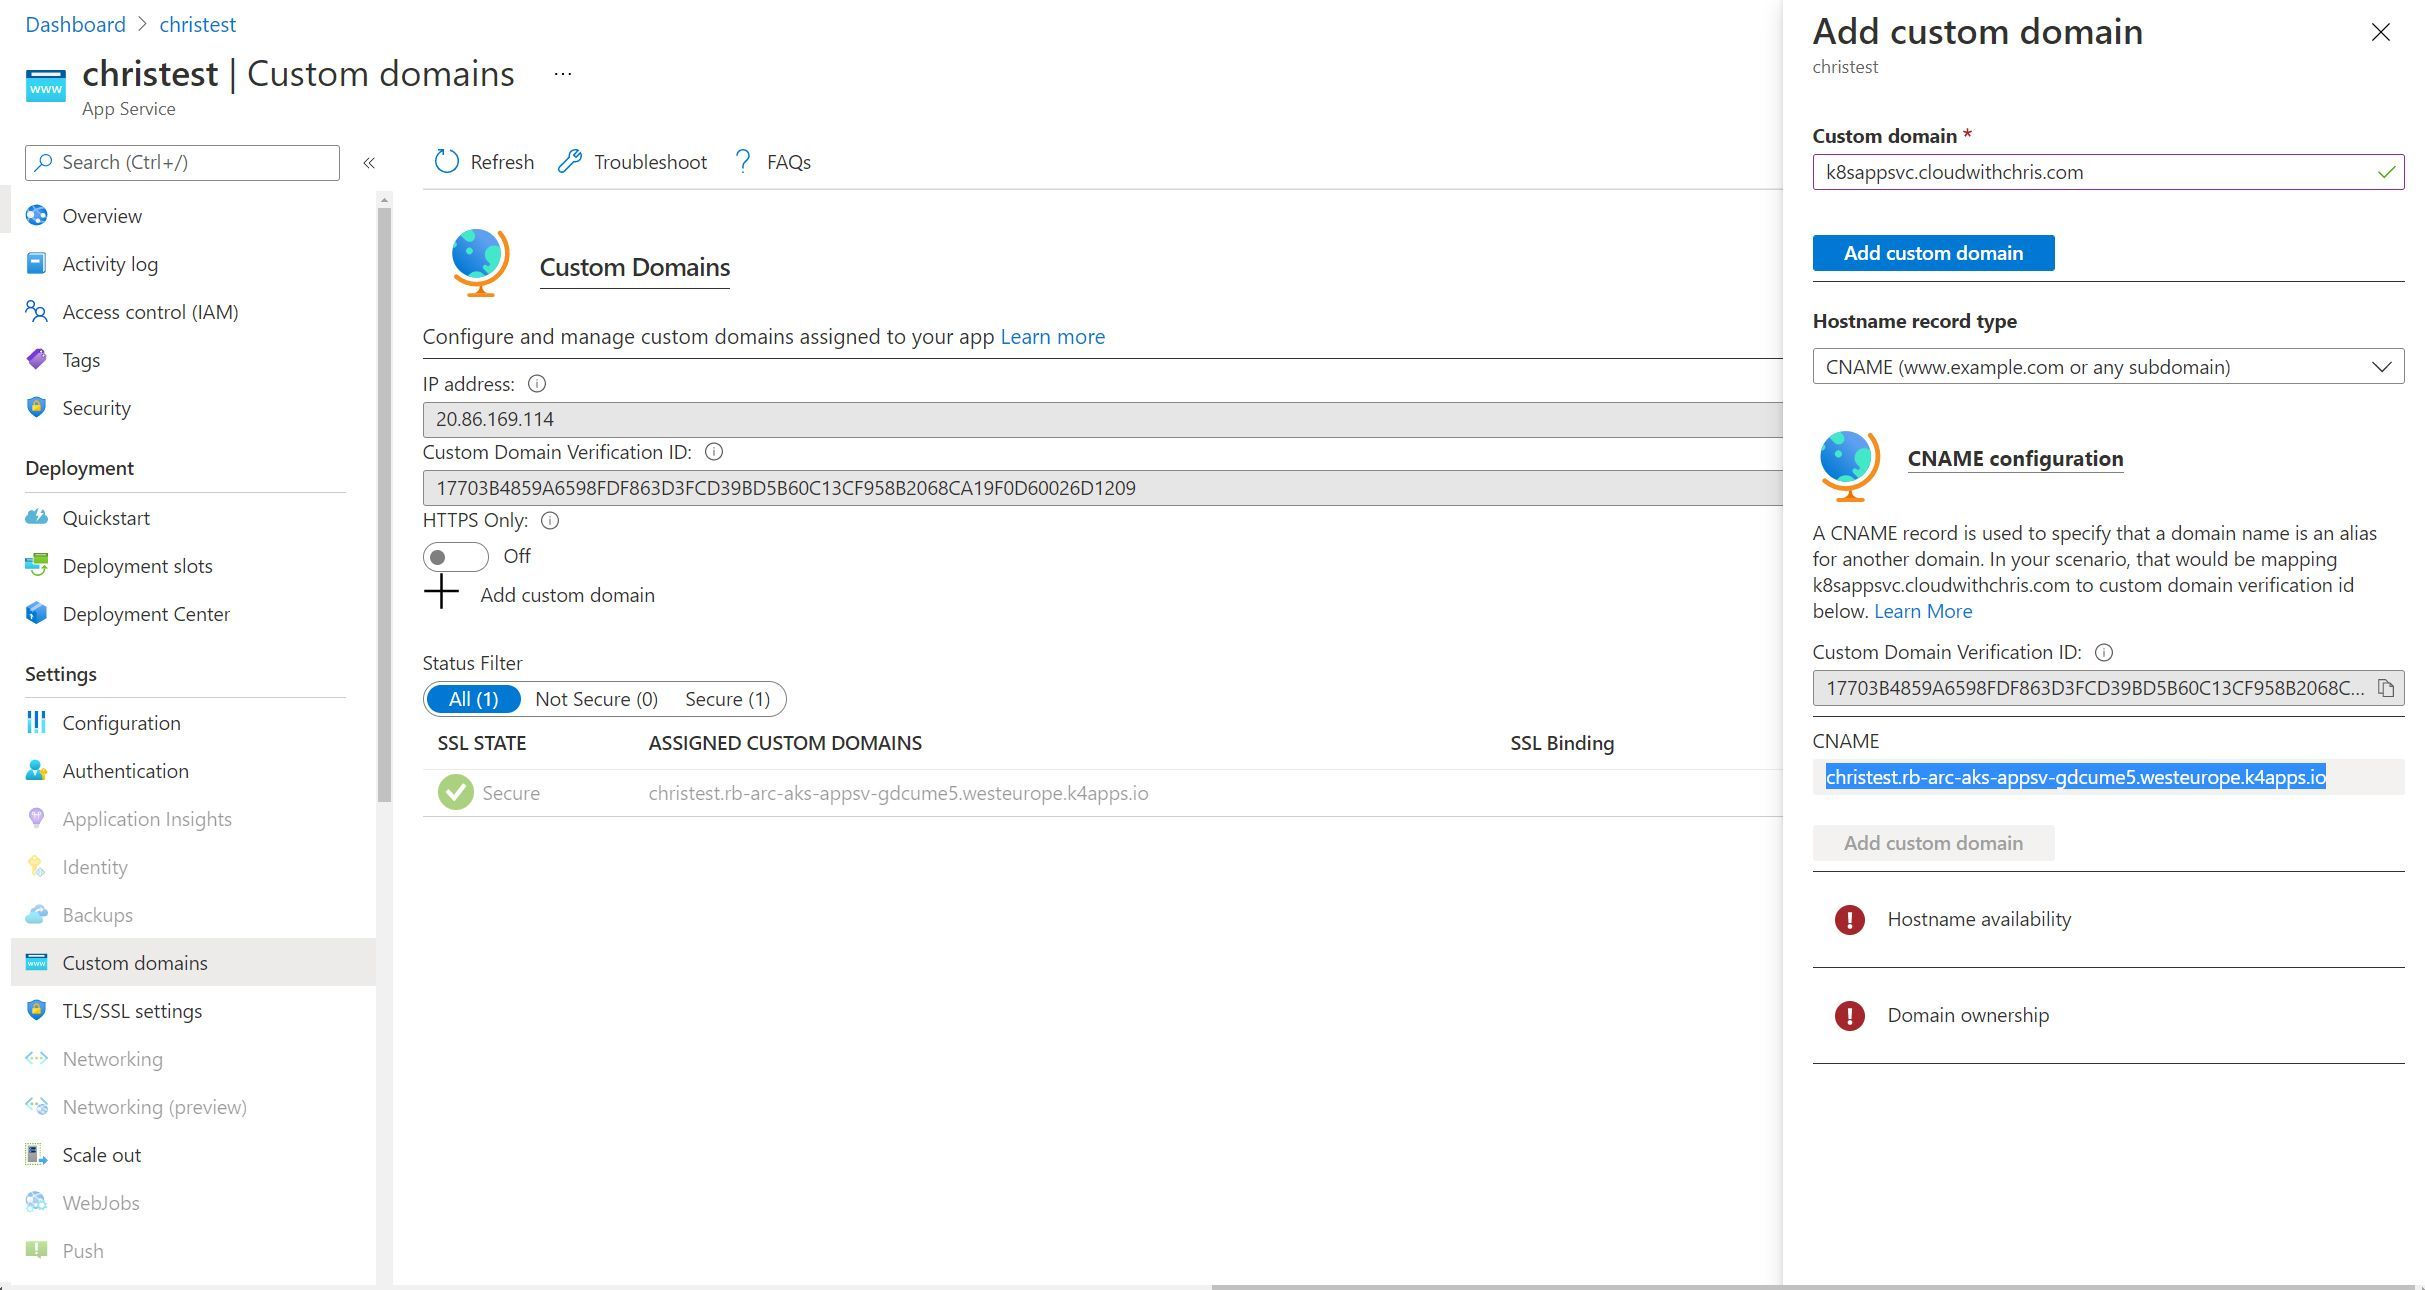 Dashboard > christest
christest | Custom domains ...
www
App Service
Search (Ctrl+/)
«
Overview
Activity log
Access control (IAM)
Tags
Security
Deployment
Quickstart
Deployment slots
Deployment Center
Settings
Configuration
Authentication
Application Insights
Identity
Backups
Custom domains
TLS/SSL settings
Networking
Networking (preview)
Scale out
WebJobs
Push
Refresh Troubleshoot FAQs
Custom Domains
Configure and manage custom domains assigned to your app Learn more
IP address:
20.86.169.114
Custom Domain Verification ID:
17703B4859A6598FDF863D3FCD39BD5B60C13CF958B2068CA19F0D60026D1209
HTTPS Only:
Off
Add custom domain
Status Filter
All (1) Not Secure (0) Secure (1)
SSL STATE ASSIGNED CUSTOM DOMAINS SSL Binding
Secure christest.rb-arc-aks-appsv-gdcume5.westeurope.k4apps.io
Add custom domain
christest
Custom domain *
k8sappsvc.cloudwithchris.com
Add custom domain
Hostname record type
CNAME (www.example.com or any subdomain)
CNAME configuration
A CNAME record is used to specify that a domain name is an alias
for another domain. In your scenario, that would be mapping
k8sappsvc.cloudwithchris.com to custom domain verification id
below. Learn More
Custom Domain Verification ID:
17703B4859A6598FDF863D3FCD39BD5B60C13CF958B2068C...
CNAME
christest.rb-arc-aks-appsv-gdcume5.westeurope.k4apps.io
Add custom domain
Hostname availability
Domain ownership